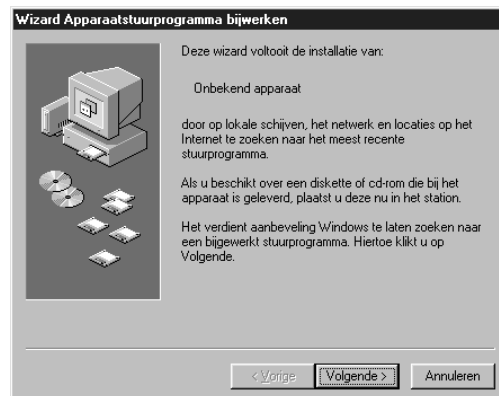 Wizard Apparaatstuurprogramma bijwerken
Deze wizard voltooit de installatie van:
Onbekend apparaat
door op lokale schijven, het netwerk en locaties op het
Internet te zoeken naar het meest recente
stuurprogramma.
Als u beschikt over een diskette of cd-rom die bij het
apparaat is geleverd, plaatst u deze nu in het station.
Het verdient aanbeveling Windows te laten zoeken naar
een bijgewerkt stuurprogramma. Hiertoe klikt u op
Volgende.
< Vorige
Volgende >
Annuleren